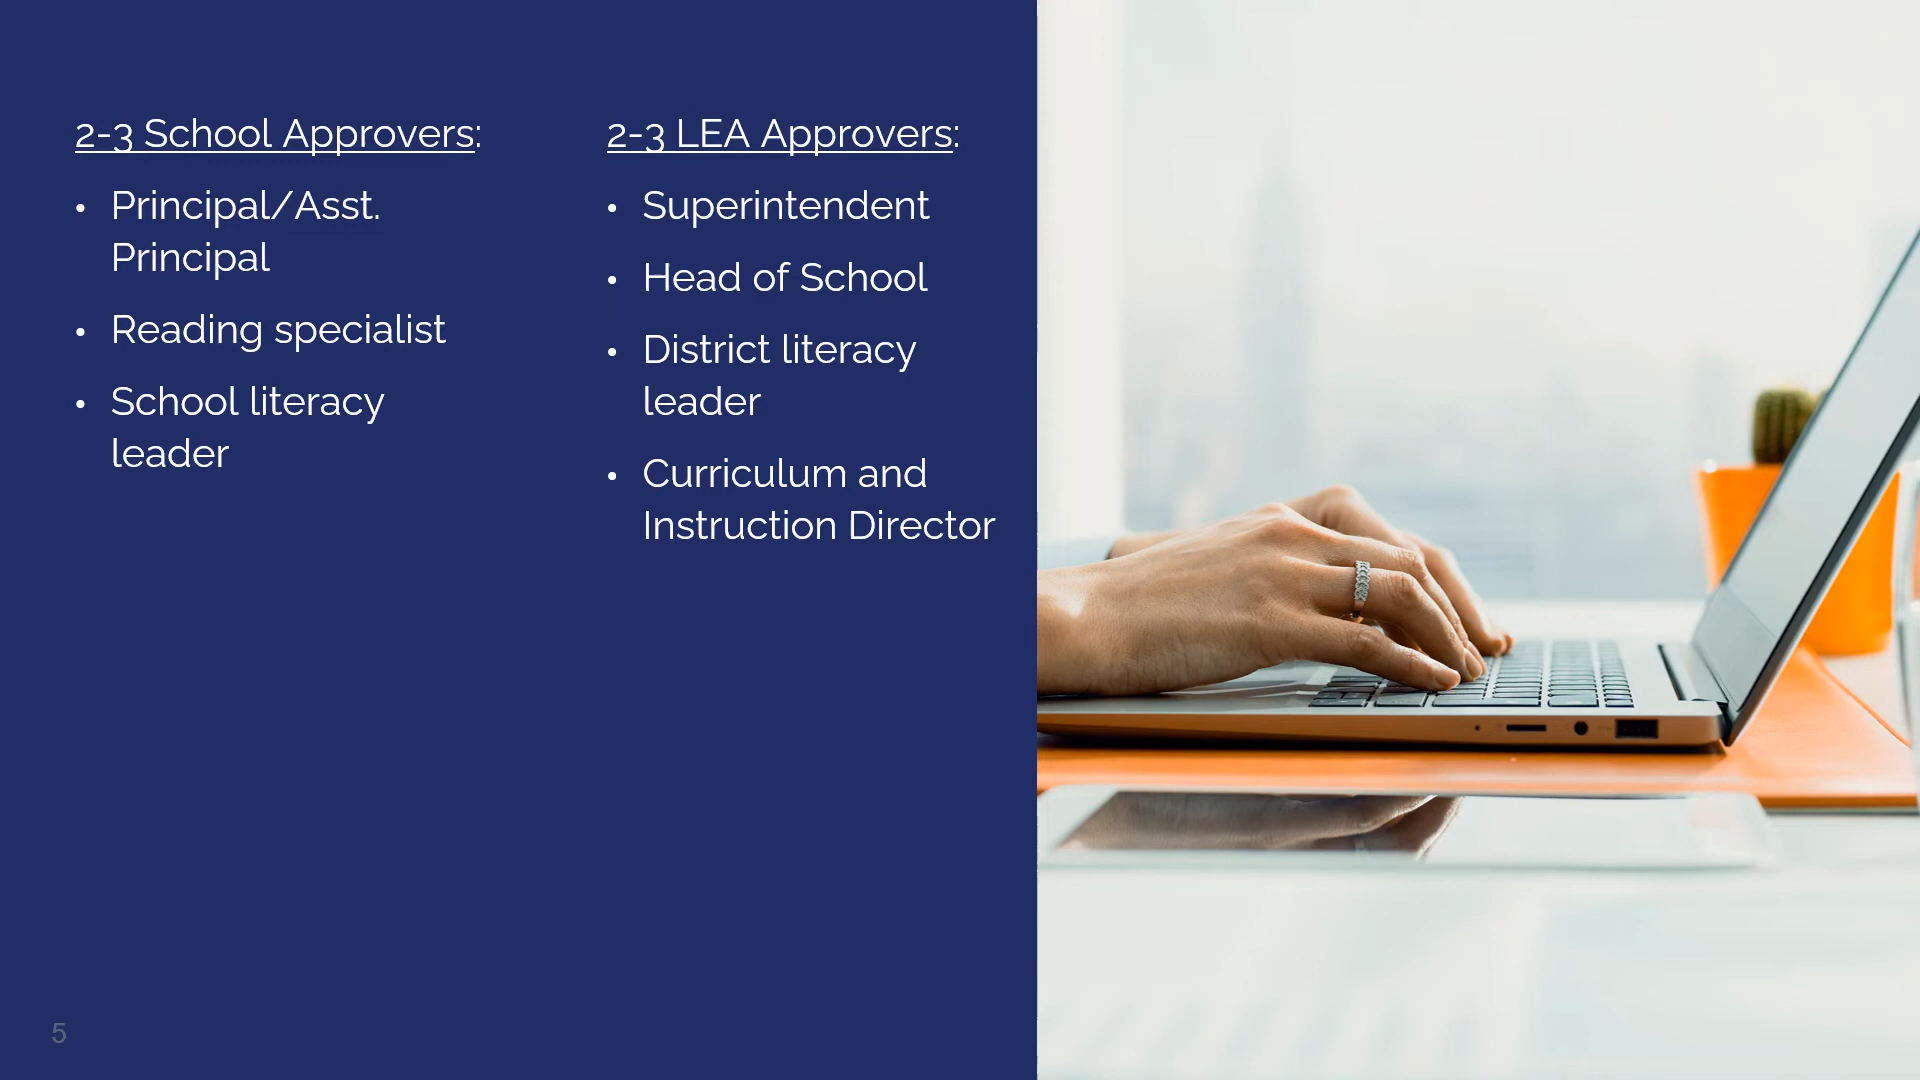 2-3 School Approvers:
• Principal/Asst.
Principal
• Reading specialist
• School literacy
leader
2-3 LEA Approvers:
• Superintendent
• Head of School
• District literacy
leader
• Curriculum and
Instruction Director
5